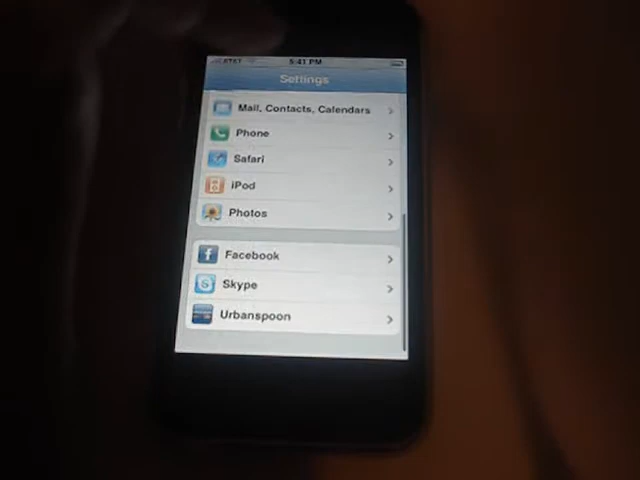 AT&T 5:41 PM
Settings
Mail, Contacts, Calendars
Phone
Safari
iPod
Photos
Facebook
Skype
Urbanspoon